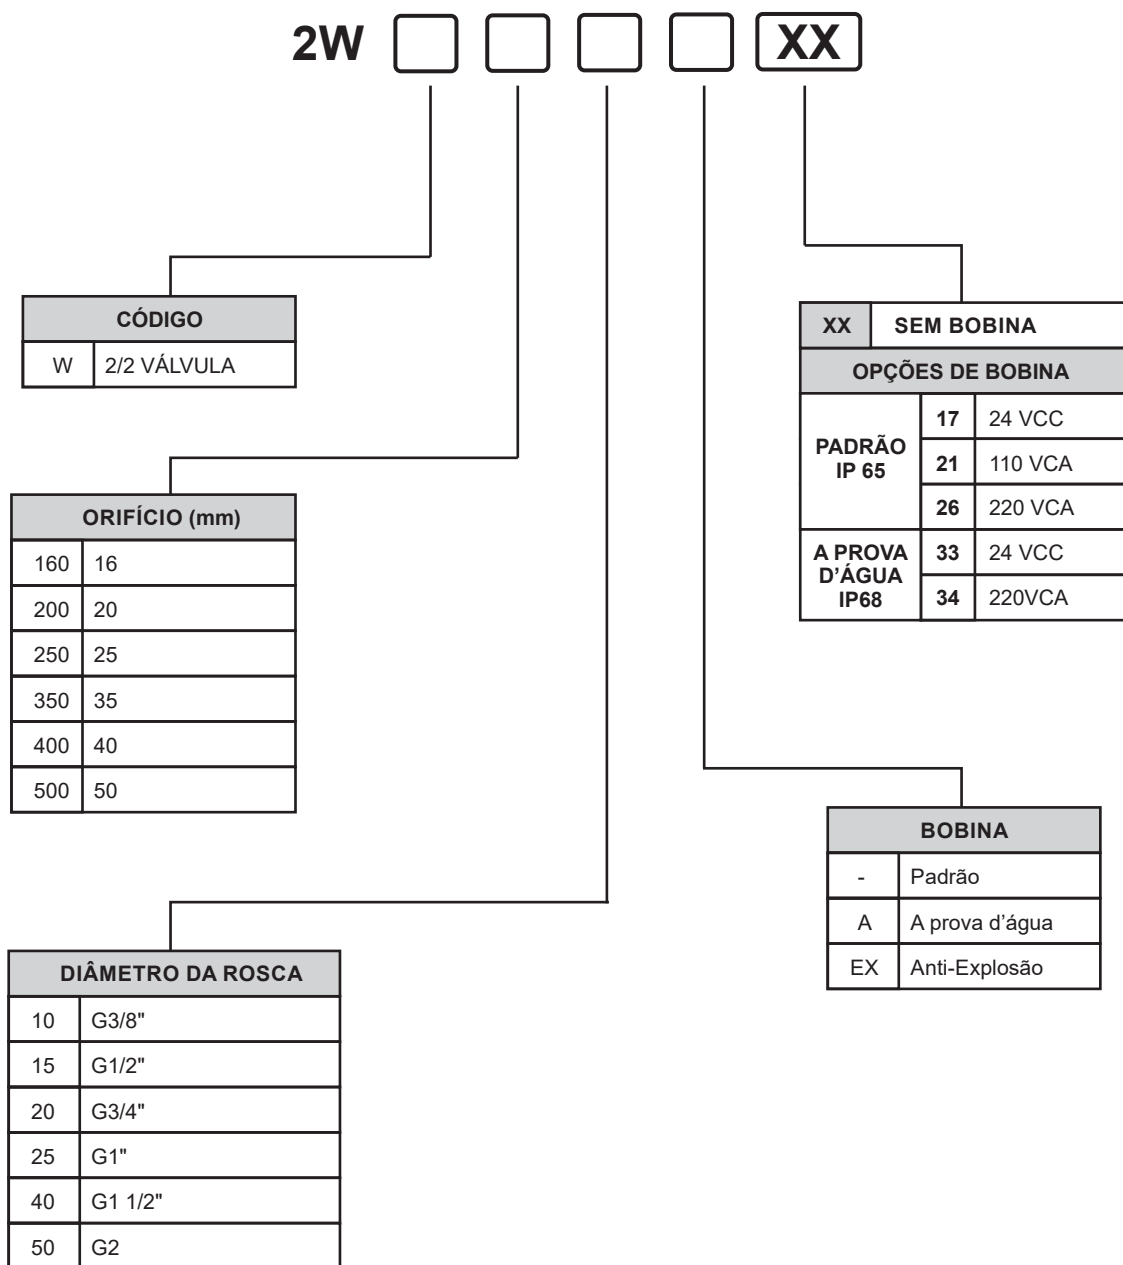 2W XX
CÓDIGO
W 2/2 VÁLVULA
ORIFÍCIO (mm)
160 16
200 20
250 25
350 35
400 40
500 50
DIÂMETRO DA ROSCA
10 G3/8"
15 G1/2"
20 G3/4"
25 G1"
40 G1 1/2"
50 G2
XX SEM BOBINA
OPÇÕES DE BOBINA
PADRÃO
IP 65
17 24 VCC
21 110 VCA
26 220 VCA
A PROVA
D’ÁGUA
IP68
33 24 VCC
34 220VCA
BOBINA
- Padrão
A A prova d’água
EX Anti-Explosão